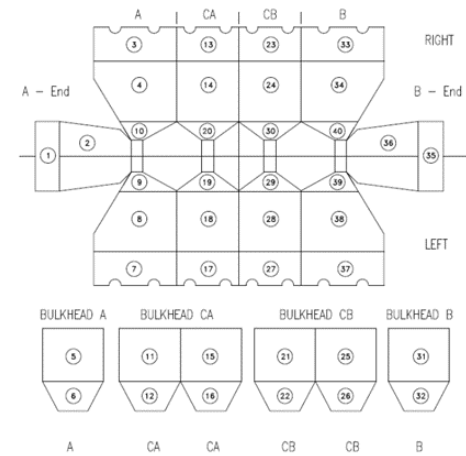 A CA CB B
3 13 23 33 RIGHT
4 14 24 34
A - End B - End
10 20 30 40
1 2 36 35
9 19 29 39
8 18 28 38
LEFT
7 17 27 37
BULKHEAD A BULKHEAD CA BULKHEAD CB BULKHEAD B
5 11 15 21 25 31
6 12 16 22 26 32
A CA CA CB CB B